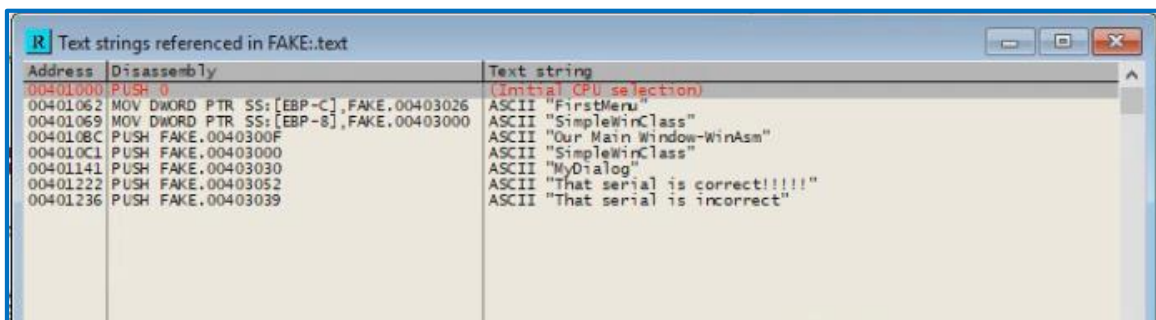 R Text strings referenced in FAKE:.text
Address Disassembly Text string
00401000 PUSH 0 (Initial CPU selection)
00401062 MOV DWORD PTR SS:[EBP-C],FAKE.00403026 ASCII "FirstMenu"
00401069 MOV DWORD PTR SS:[EBP-8],FAKE.00403000 ASCII "SimpleWinClass"
004010BC PUSH FAKE.0040300F ASCII "Our Main Window-WinAsm"
004010C1 PUSH FAKE.00403000 ASCII "SimpleWinClass"
00401141 PUSH FAKE.00403030 ASCII "MyDialog"
00401222 PUSH FAKE.00403052 ASCII "That serial is correct!!!!!"
00401236 PUSH FAKE.00403039 ASCII "That serial is incorrect"